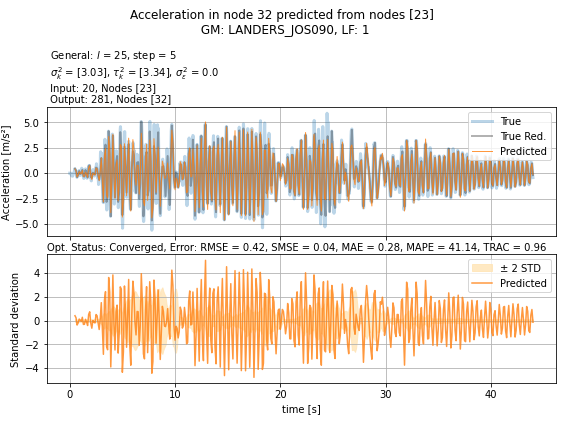 Acceleration in node 32 predicted from nodes [23]
GM: LANDERS_JOS090, LF: 1
General: l = 25, step = 5
σ²ₖ = [3.03], τ²ₖ = [3.34], σ²ε = 0.0
Input: 20, Nodes [23]
Output: 281, Nodes [32]
Acceleration [m/s²]
5.0
2.5
0.0
−2.5
−5.0
True
True Red.
Predicted
Opt. Status: Converged, Error: RMSE = 0.42, SMSE = 0.04, MAE = 0.28, MAPE = 41.14, TRAC = 0.96
Standard deviation
4
2
0
−2
−4
± 2 STD
Predicted
0
10
20
30
40
time [s]